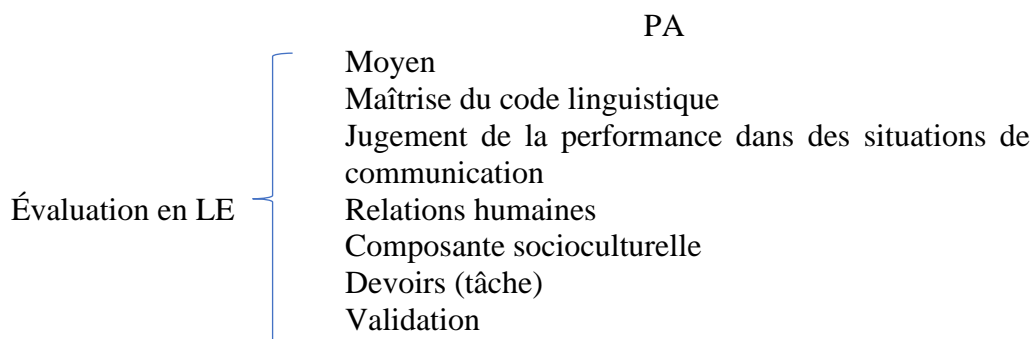 PA
Moyen
Maîtrise du code linguistique
Jugement de la performance dans des situations de
communication
Évaluation en LE
Relations humaines
Composante socioculturelle
Devoirs (tâche)
Validation